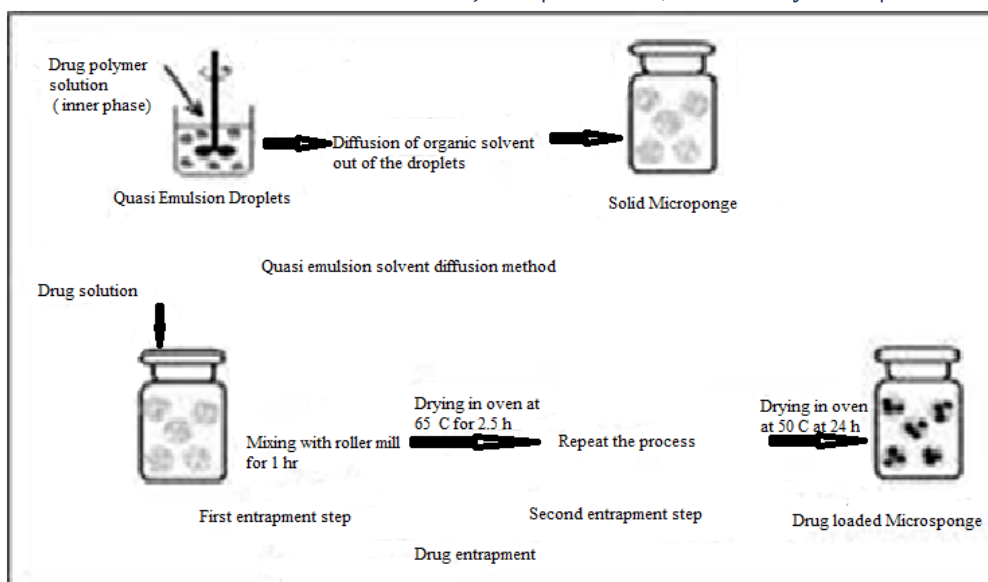 Drug polymer
solution
( inner phase)
Diffusion of organic solvent
out of the droplets
Quasi Emulsion Droplets
Solid Microponge
Quasi emulsion solvent diffusion method
Drug solution
Drying in oven at
65 C for 2.5 h
Drying in oven
at 50 C at 24 h
Mixing with roller mill
for 1 hr
Repeat the process
First entrapment step
Second entrapment step
Drug loaded Microsponge
Drug entrapment